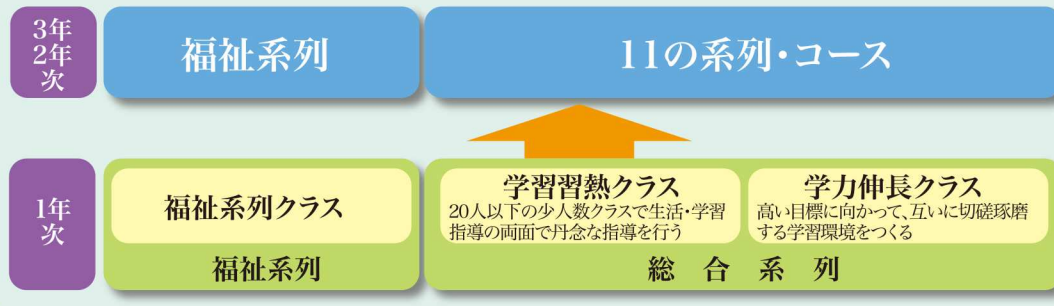 3年
2年
次
福祉系列
11の系列・コース
1年
次
福祉系列クラス
福祉系列
学習習熱クラス
20人以下の少人数クラスで生活・学習
指導の両面で丹念な指導を行う
学力伸長クラス
高い目標に向かって、互いに切磋琢磨
する学習環境をつくる
総合系列